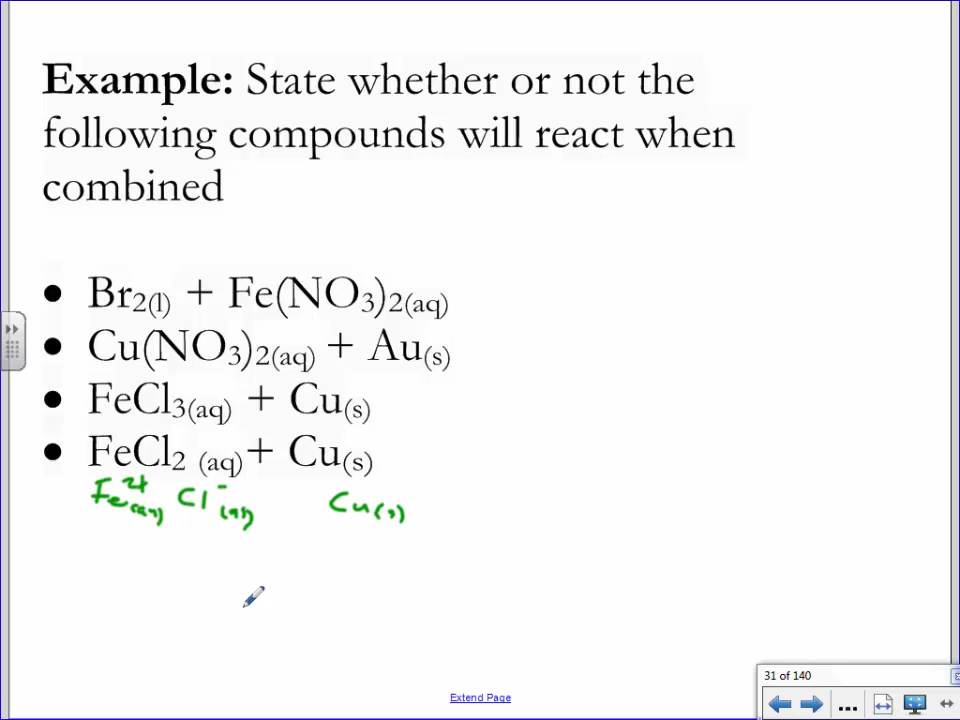 Example: State whether or not the
following compounds will react when
combined
• Br₂₍ₗ₎ + Fe(NO₃)₂(aq)
• Cu(NO₃)₂(aq) + Au(s)
• FeCl₃(aq) + Cu(s)
• FeCl₂ (aq)+ Cu(s)
Fe²⁺(aq) Cl⁻(aq) Cu(s)
31 of 140
...
Extend Page